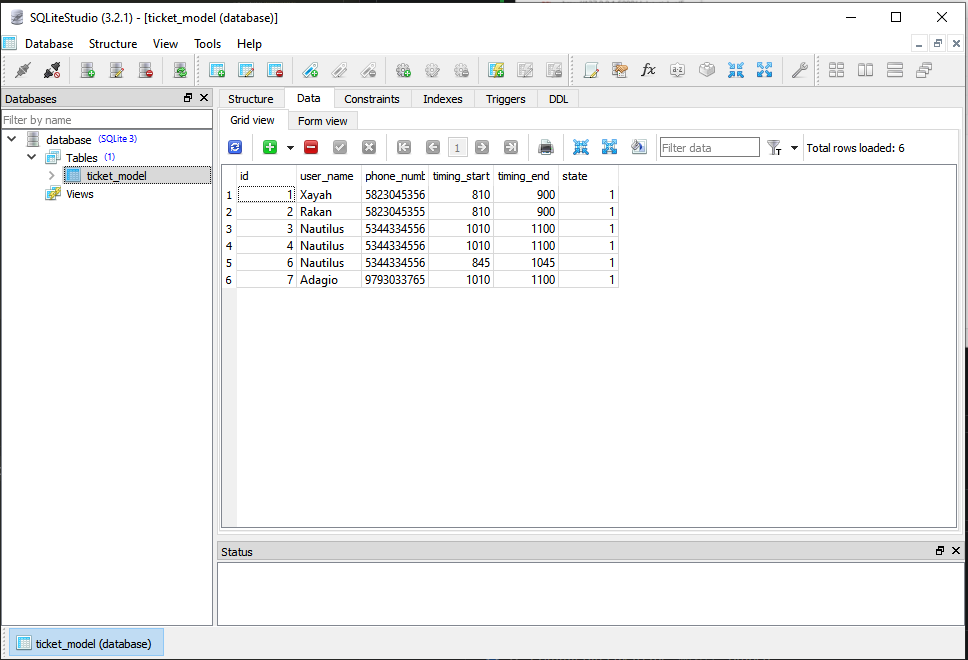 SQLiteStudio (3.2.1) - [ticket_model (database)]
Database Structure View Tools Help
Databases
Filter by name
database (SQLite 3)
Tables (1)
ticket_model
Views
Structure Data Constraints Indexes Triggers DDL
Grid view Form view
1 Filter data Total rows loaded: 6
id user_name phone_numb timing_start timing_end state
1 1 Xayah 5823045356 810 900 1
2 2 Rakan 5823045355 810 900 1
3 3 Nautilus 5344334556 1010 1100 1
4 4 Nautilus 5344334556 1010 1100 1
5 6 Nautilus 5344334556 845 1045 1
6 7 Adagio 9793033765 1010 1100 1
Status
ticket_model (database)